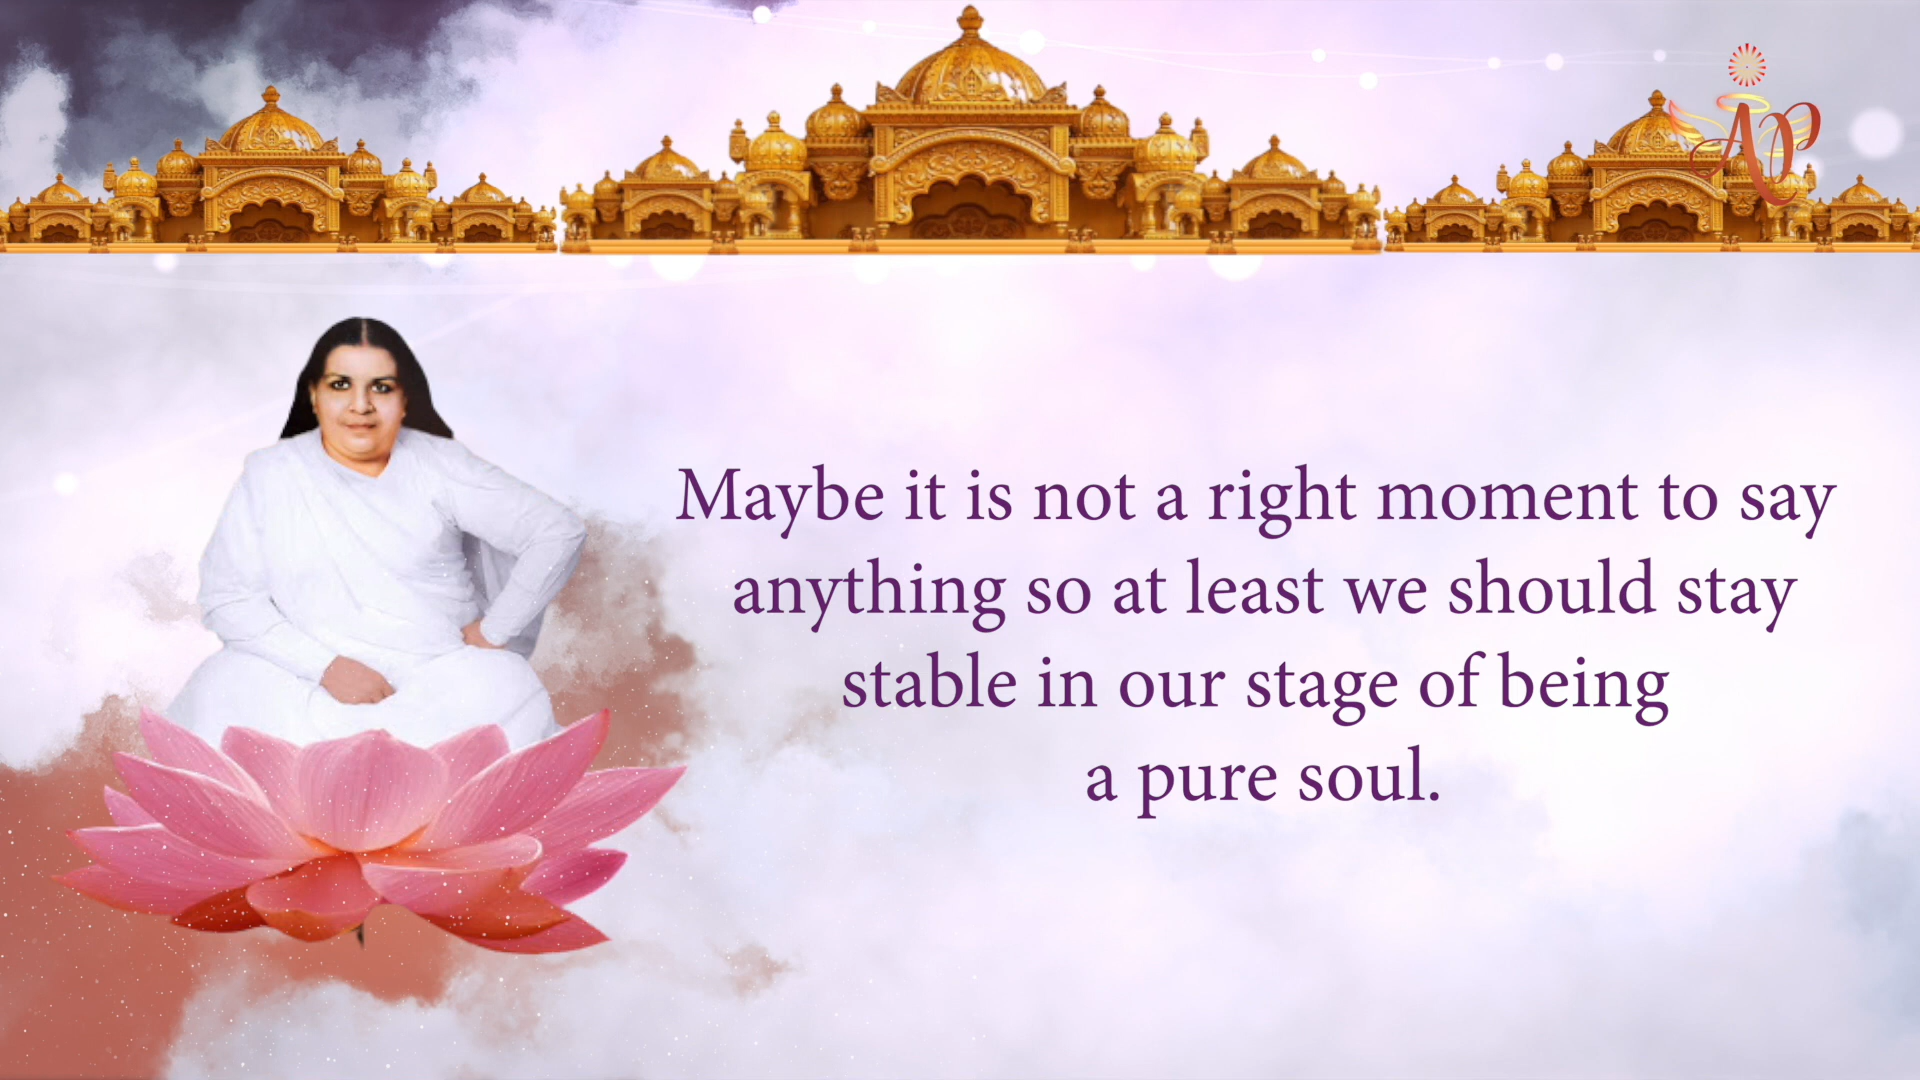 AP
Maybe it is not a right moment to say
anything so at least we should stay
stable in our stage of being
a pure soul.